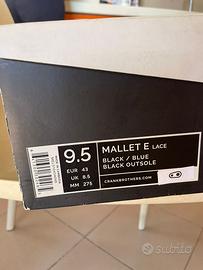 9.5
EUR 43
UK 8.5
MM 275
MALLET E LACE
BLACK / BLUE
BLACK OUTSOLE
CRANKBROTHERS.COM
subito